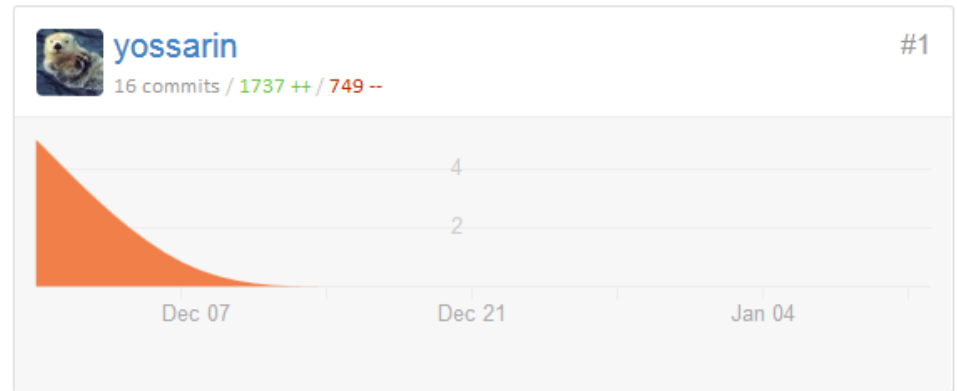 yossarin #1
16 commits / 1737 ++ / 749 --
4
2
Dec 07 Dec 21 Jan 04